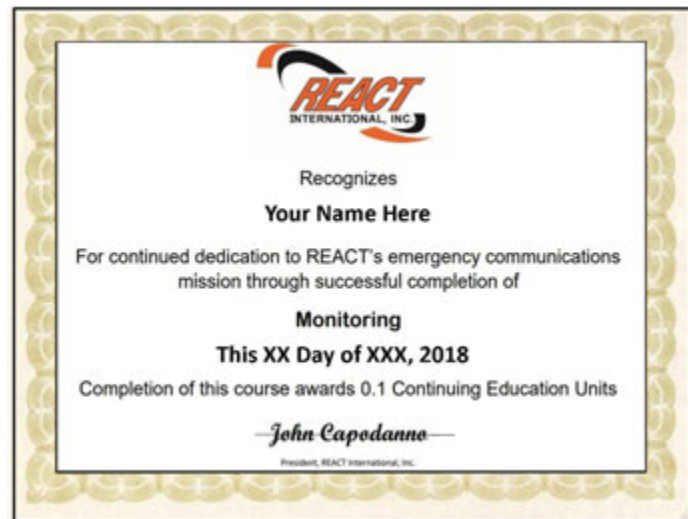 REACT
INTERNATIONAL, INC.
Recognizes
Your Name Here
For continued dedication to REACT's emergency communications
mission through successful completion of
Monitoring
This XX Day of XXX, 2018
Completion of this course awards 0.1 Continuing Education Units
John Capodanno
President, REACT International, Inc.